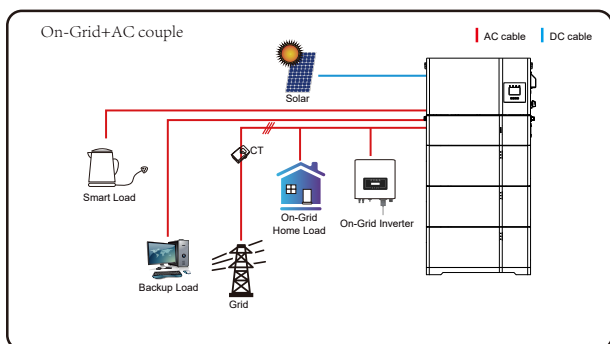 On-Grid+AC couple
AC cable
DC cable
Solar
CT
Smart Load
On-Grid
Home Load
On-Grid Inverter
Backup Load
Grid